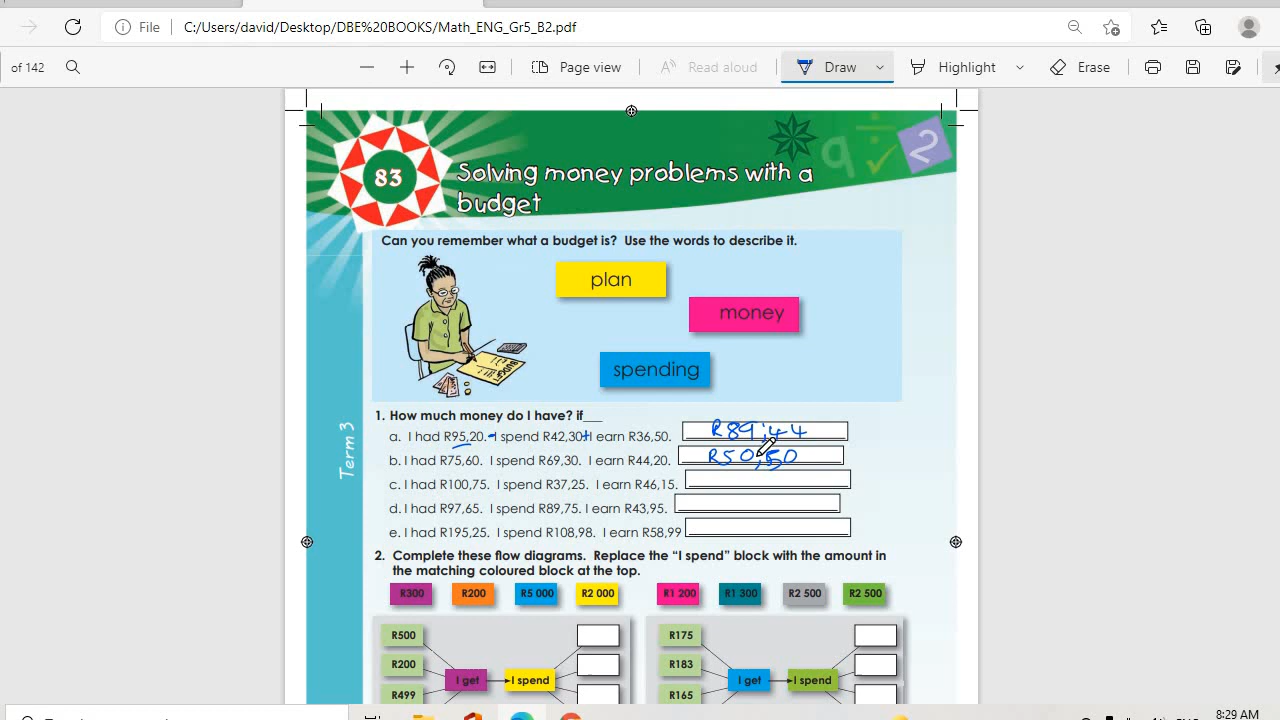 File C:/Users/david/Desktop/DBE%20BOOKS/Math_ENG_Gr5_B2.pdf
of 142 Page view Read aloud Draw Highlight Erase
83 Solving money problems with a
budget
Can you remember what a budget is? Use the words to describe it.
plan
money
spending
BUDGET
Term 3
1. How much money do I have? if___
a. I had R95,20. - I spend R42,30 + I earn R36,50. R89,44
b. I had R75,60. I spend R69,30. I earn R44,20. R50,50
c. I had R100,75. I spend R37,25. I earn R46,15.
d. I had R97,65. I spend R89,75. I earn R43,95.
e. I had R195,25. I spend R108,98. I earn R58,99
2. Complete these flow diagrams. Replace the “I spend” block with the amount in
the matching coloured block at the top.
R300 R200 R5 000 R2 000 R1 200 R1 300 R2 500 R2 500
R500 R175
R200 R183
I get I spend I get I spend
R499 R165
8:29 AM